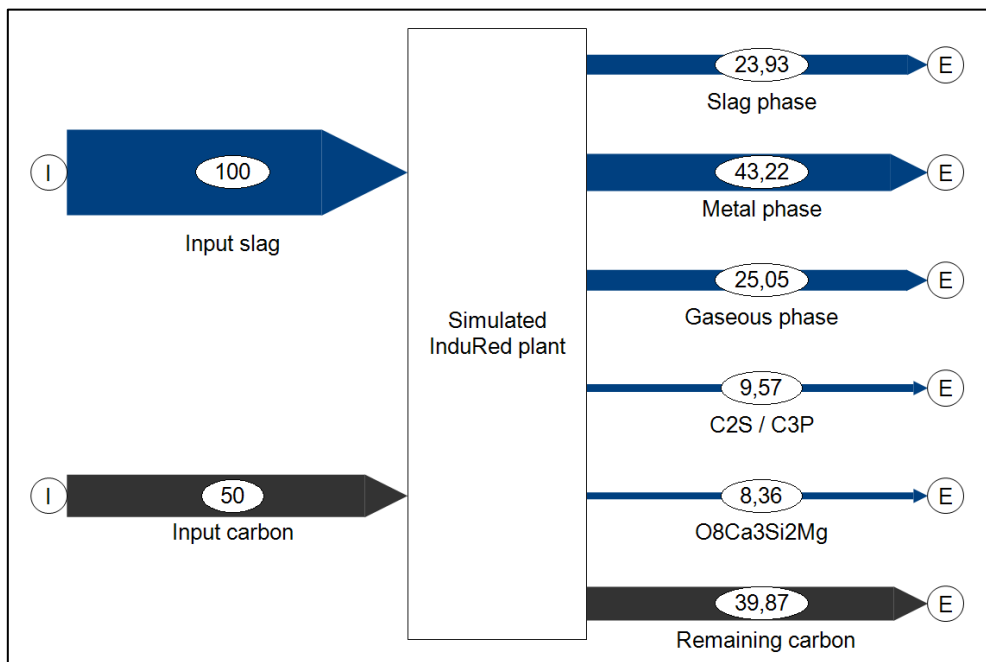 I
100
Input slag
I
50
Input carbon
Simulated
InduRed plant
23,93
E
Slag phase
43,22
E
Metal phase
25,05
E
Gaseous phase
9,57
E
C2S / C3P
8,36
E
O8Ca3Si2Mg
39,87
E
Remaining carbon